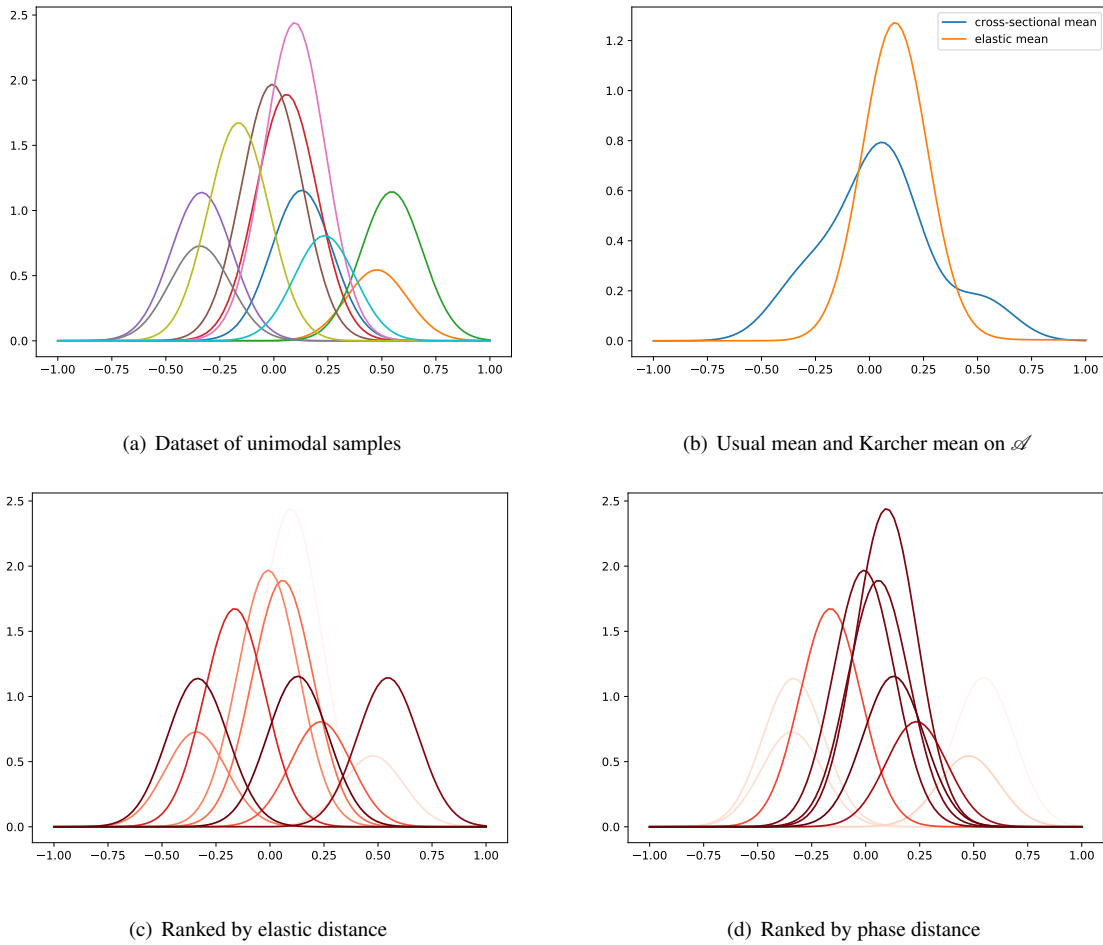 2.5
2.0
1.5
1.0
0.5
0.0
−1.00 −0.75 −0.50 −0.25 0.00 0.25 0.50 0.75 1.00
cross-sectional mean
elastic mean
1.2
1.0
0.8
0.6
0.4
0.2
0.0
−1.00 −0.75 −0.50 −0.25 0.00 0.25 0.50 0.75 1.00
(a) Dataset of unimodal samples
(b) Usual mean and Karcher mean on 𝒜
2.5
2.0
1.5
1.0
0.5
0.0
−1.00 −0.75 −0.50 −0.25 0.00 0.25 0.50 0.75 1.00
2.5
2.0
1.5
1.0
0.5
0.0
−1.00 −0.75 −0.50 −0.25 0.00 0.25 0.50 0.75 1.00
(c) Ranked by elastic distance
(d) Ranked by phase distance